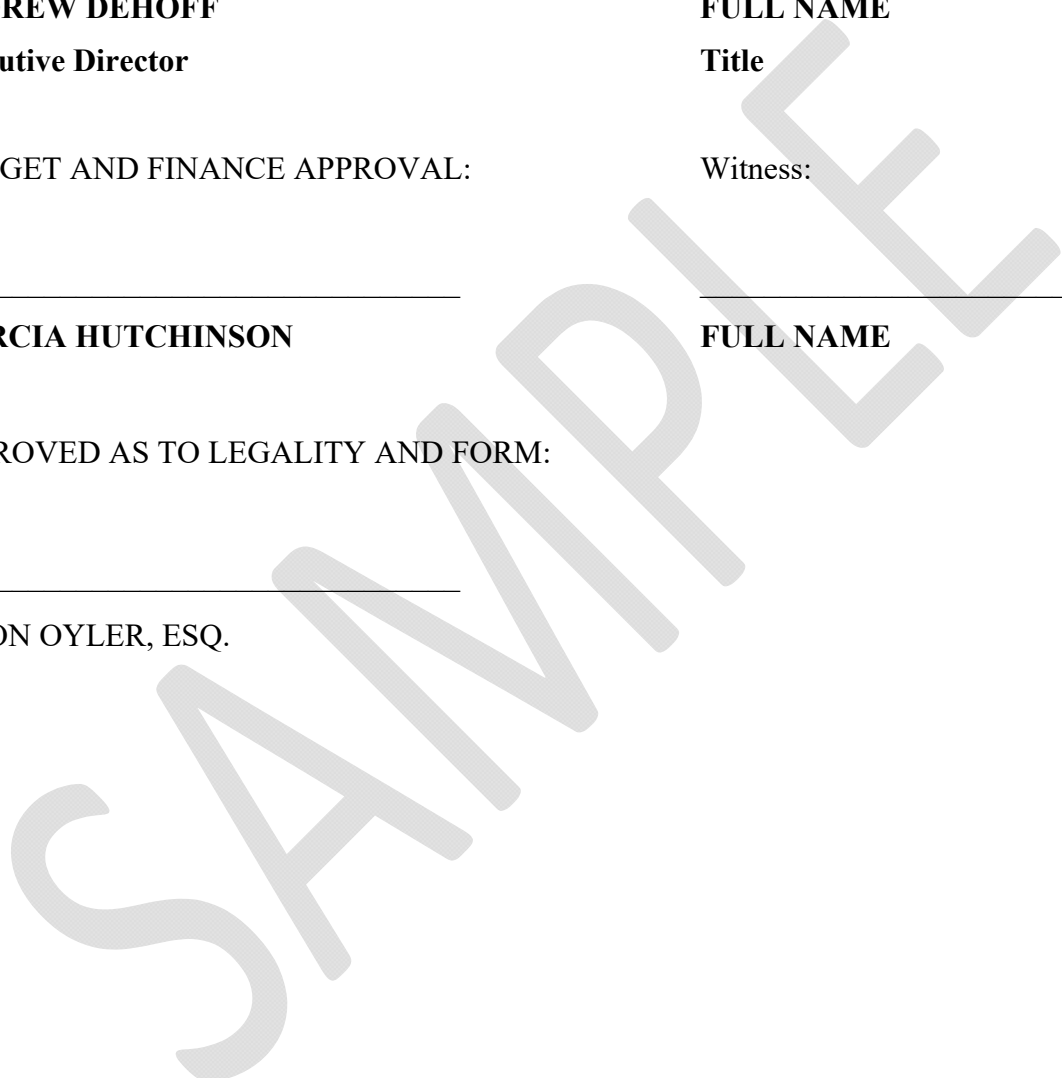 REW DEHOFF FULL NAME
utive Director Title
GET AND FINANCE APPROVAL: Witness:
RCIA HUTCHINSON FULL NAME
ROVED AS TO LEGALITY AND FORM:
ON OYLER, ESQ.
SAMPLE